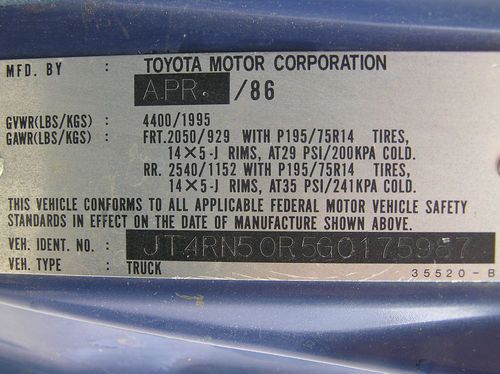 MFD. BY : TOYOTA MOTOR CORPORATION
APR. /86
GVWR(LBS/KGS) : 4400/1995
GAWR(LBS/KGS) : FRT. 2050/929 WITH P195/75R14 TIRES,
14×5-J RIMS, AT29 PSI/200KPA COLD.
RR. 2540/1152 WITH P195/75R14 TIRES,
14×5-J RIMS, AT35 PSI/241KPA COLD.
THIS VEHICLE CONFORMS TO ALL APPLICABLE FEDERAL MOTOR VEHICLE SAFETY
STANDARDS IN EFFECT ON THE DATE OF MANUFACTURE SHOWN ABOVE.
VEH. IDENT. NO. : JT4RN50R5G0175987
VEH. TYPE : TRUCK
35520-B